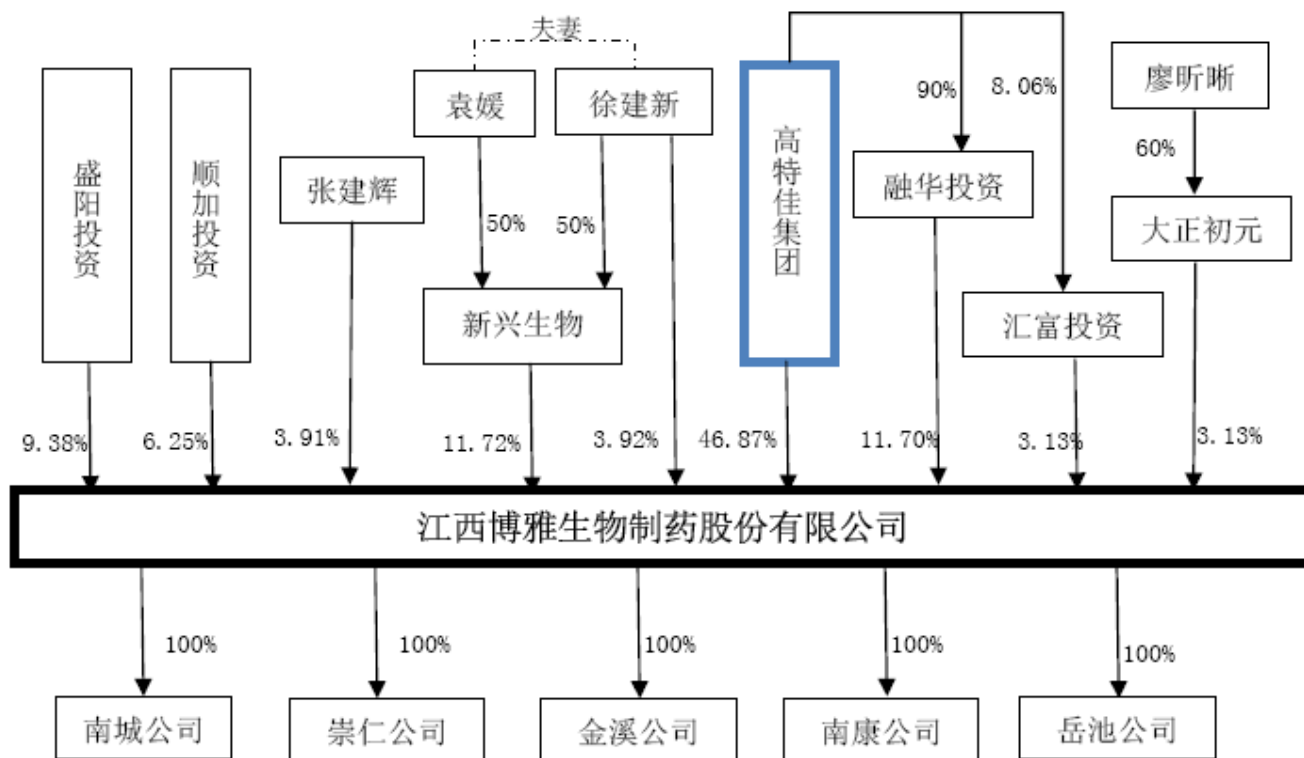 夫妻
盛阳投资
顺加投资
张建辉
袁媛
徐建新
高特佳集团
90%
8.06%
廖昕晰
融华投资
60%
大正初元
50%
50%
新兴生物
汇富投资
9.38%
6.25%
3.91%
11.72%
3.92%
46.87%
11.70%
3.13%
3.13%
江西博雅生物制药股份有限公司
100%
100%
100%
100%
100%
南城公司
崇仁公司
金溪公司
南康公司
岳池公司